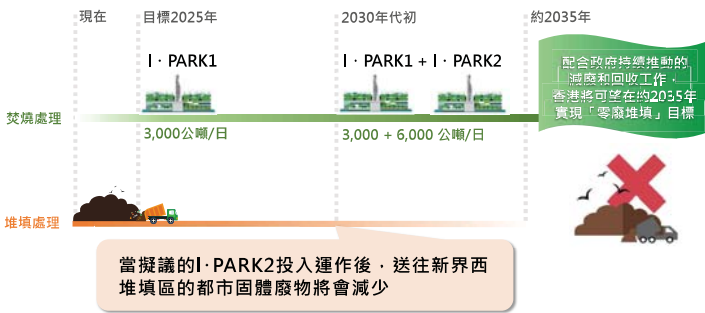 現在
目標2025年
2030年代初
約2035年
I · PARK1
I · PARK1 + I · PARK2
配合政府持續推動的
減廢和回收工作，
香港將可望在約2035年
實現「零廢堆填」目標
焚燒處理
3,000公噸/日
3,000 + 6,000 公噸/日
堆填處理
當擬議的I·PARK2投入運作後，送往新界西
堆填區的都市固體廢物將會減少